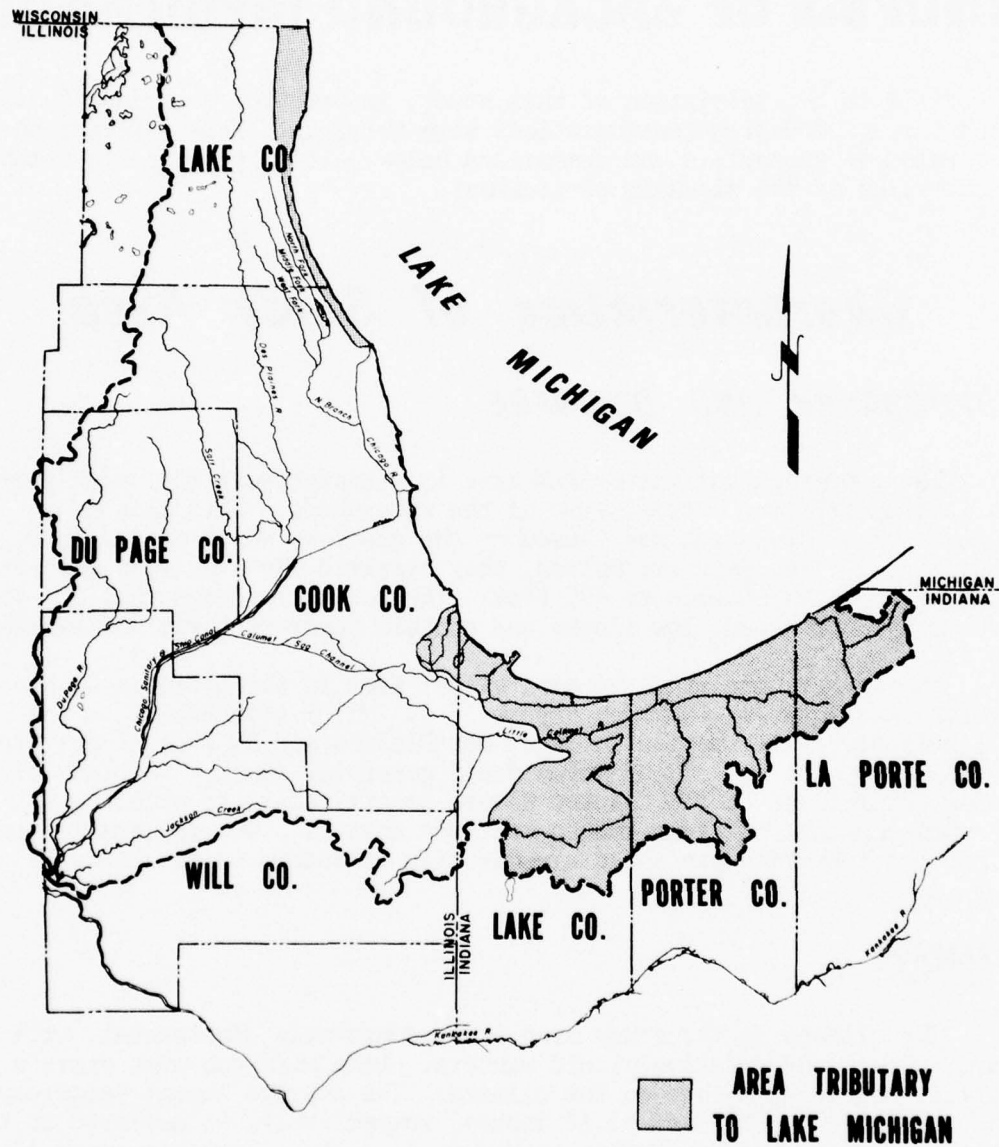 WISCONSIN
ILLINOIS
LAKE CO.
North Fork
Middle Fork
West Fork
LAKE
MICHIGAN
N
Des Plaines R.
N. Branch
Chicago R.
Salt Creek
DU PAGE CO.
COOK CO.
MICHIGAN
INDIANA
Calumet Sag Channel
DuPage R.
Chicago Sanitary & Ship Canal
Little Calumet R.
LA PORTE CO.
Jackson Creek
WILL CO.
PORTER CO.
LAKE CO.
ILLINOIS
INDIANA
Kankakee R.
Kankakee R.
AREA TRIBUTARY
TO LAKE MICHIGAN